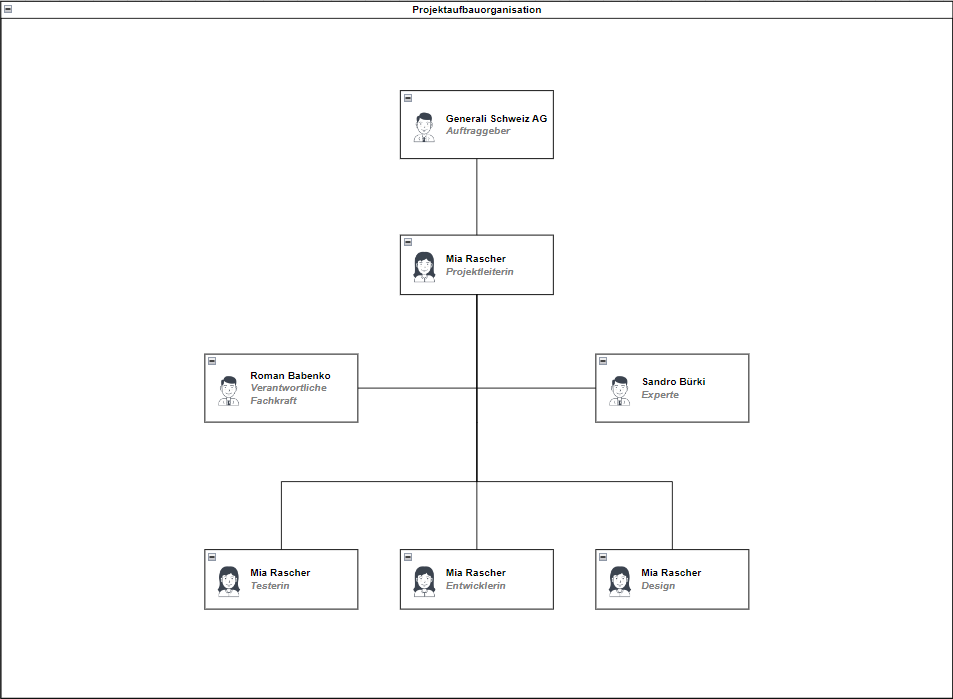 Projektaufbauorganisation
Generali Schweiz AG
Auftraggeber
Mia Rascher
Projektleiterin
Roman Babenko
Verantwortliche
Fachkraft
Sandro Bürki
Experte
Mia Rascher
Testerin
Mia Rascher
Entwicklerin
Mia Rascher
Design